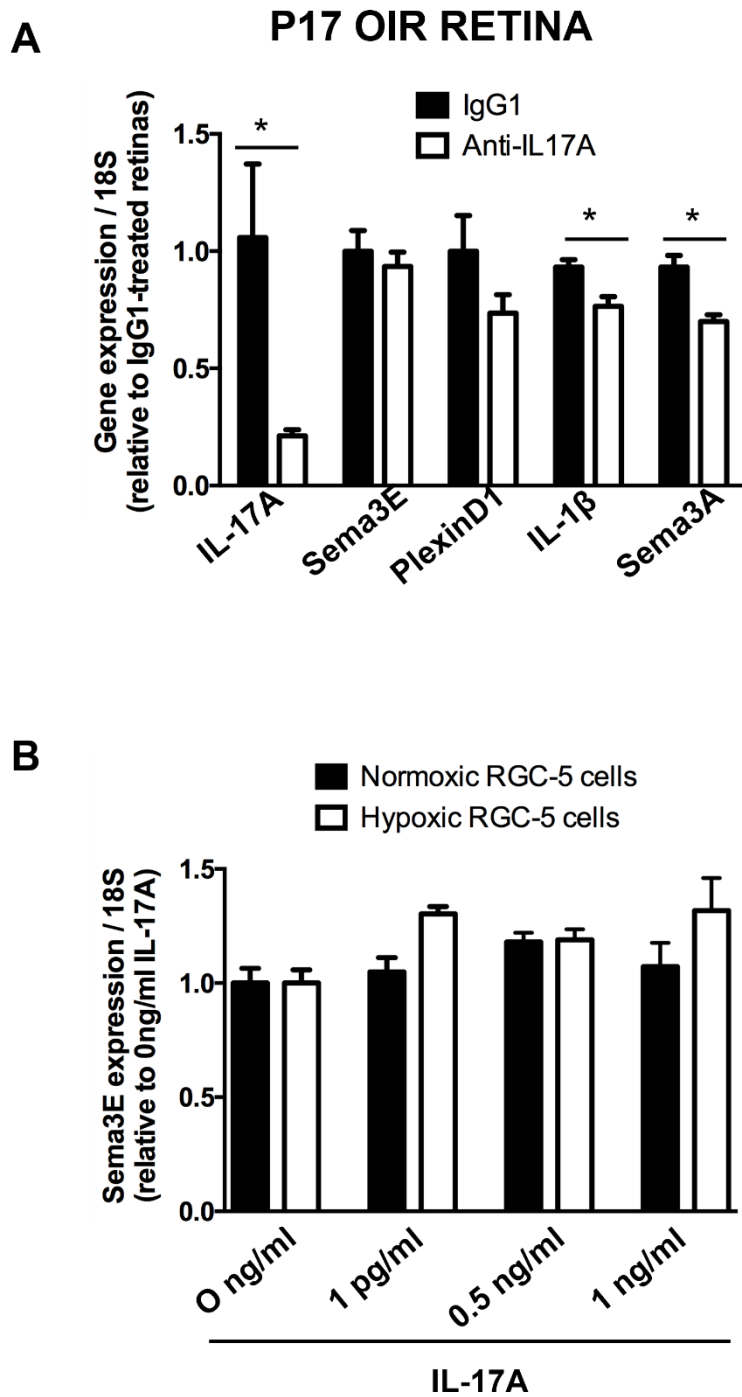 A
P17 OIR RETINA
IgG1
Anti-IL17A
Gene expression / 18S
(relative to IgG1-treated retinas)
1.5
1.0
0.5
0.0
*
*
*
IL-17A
Sema3E
PlexinD1
IL-1β
Sema3A
B
Normoxic RGC-5 cells
Hypoxic RGC-5 cells
Sema3E expression / 18S
(relative to 0ng/ml IL-17A)
1.5
1.0
0.5
0.0
O ng/ml
1 pg/ml
0.5 ng/ml
1 ng/ml
IL-17A